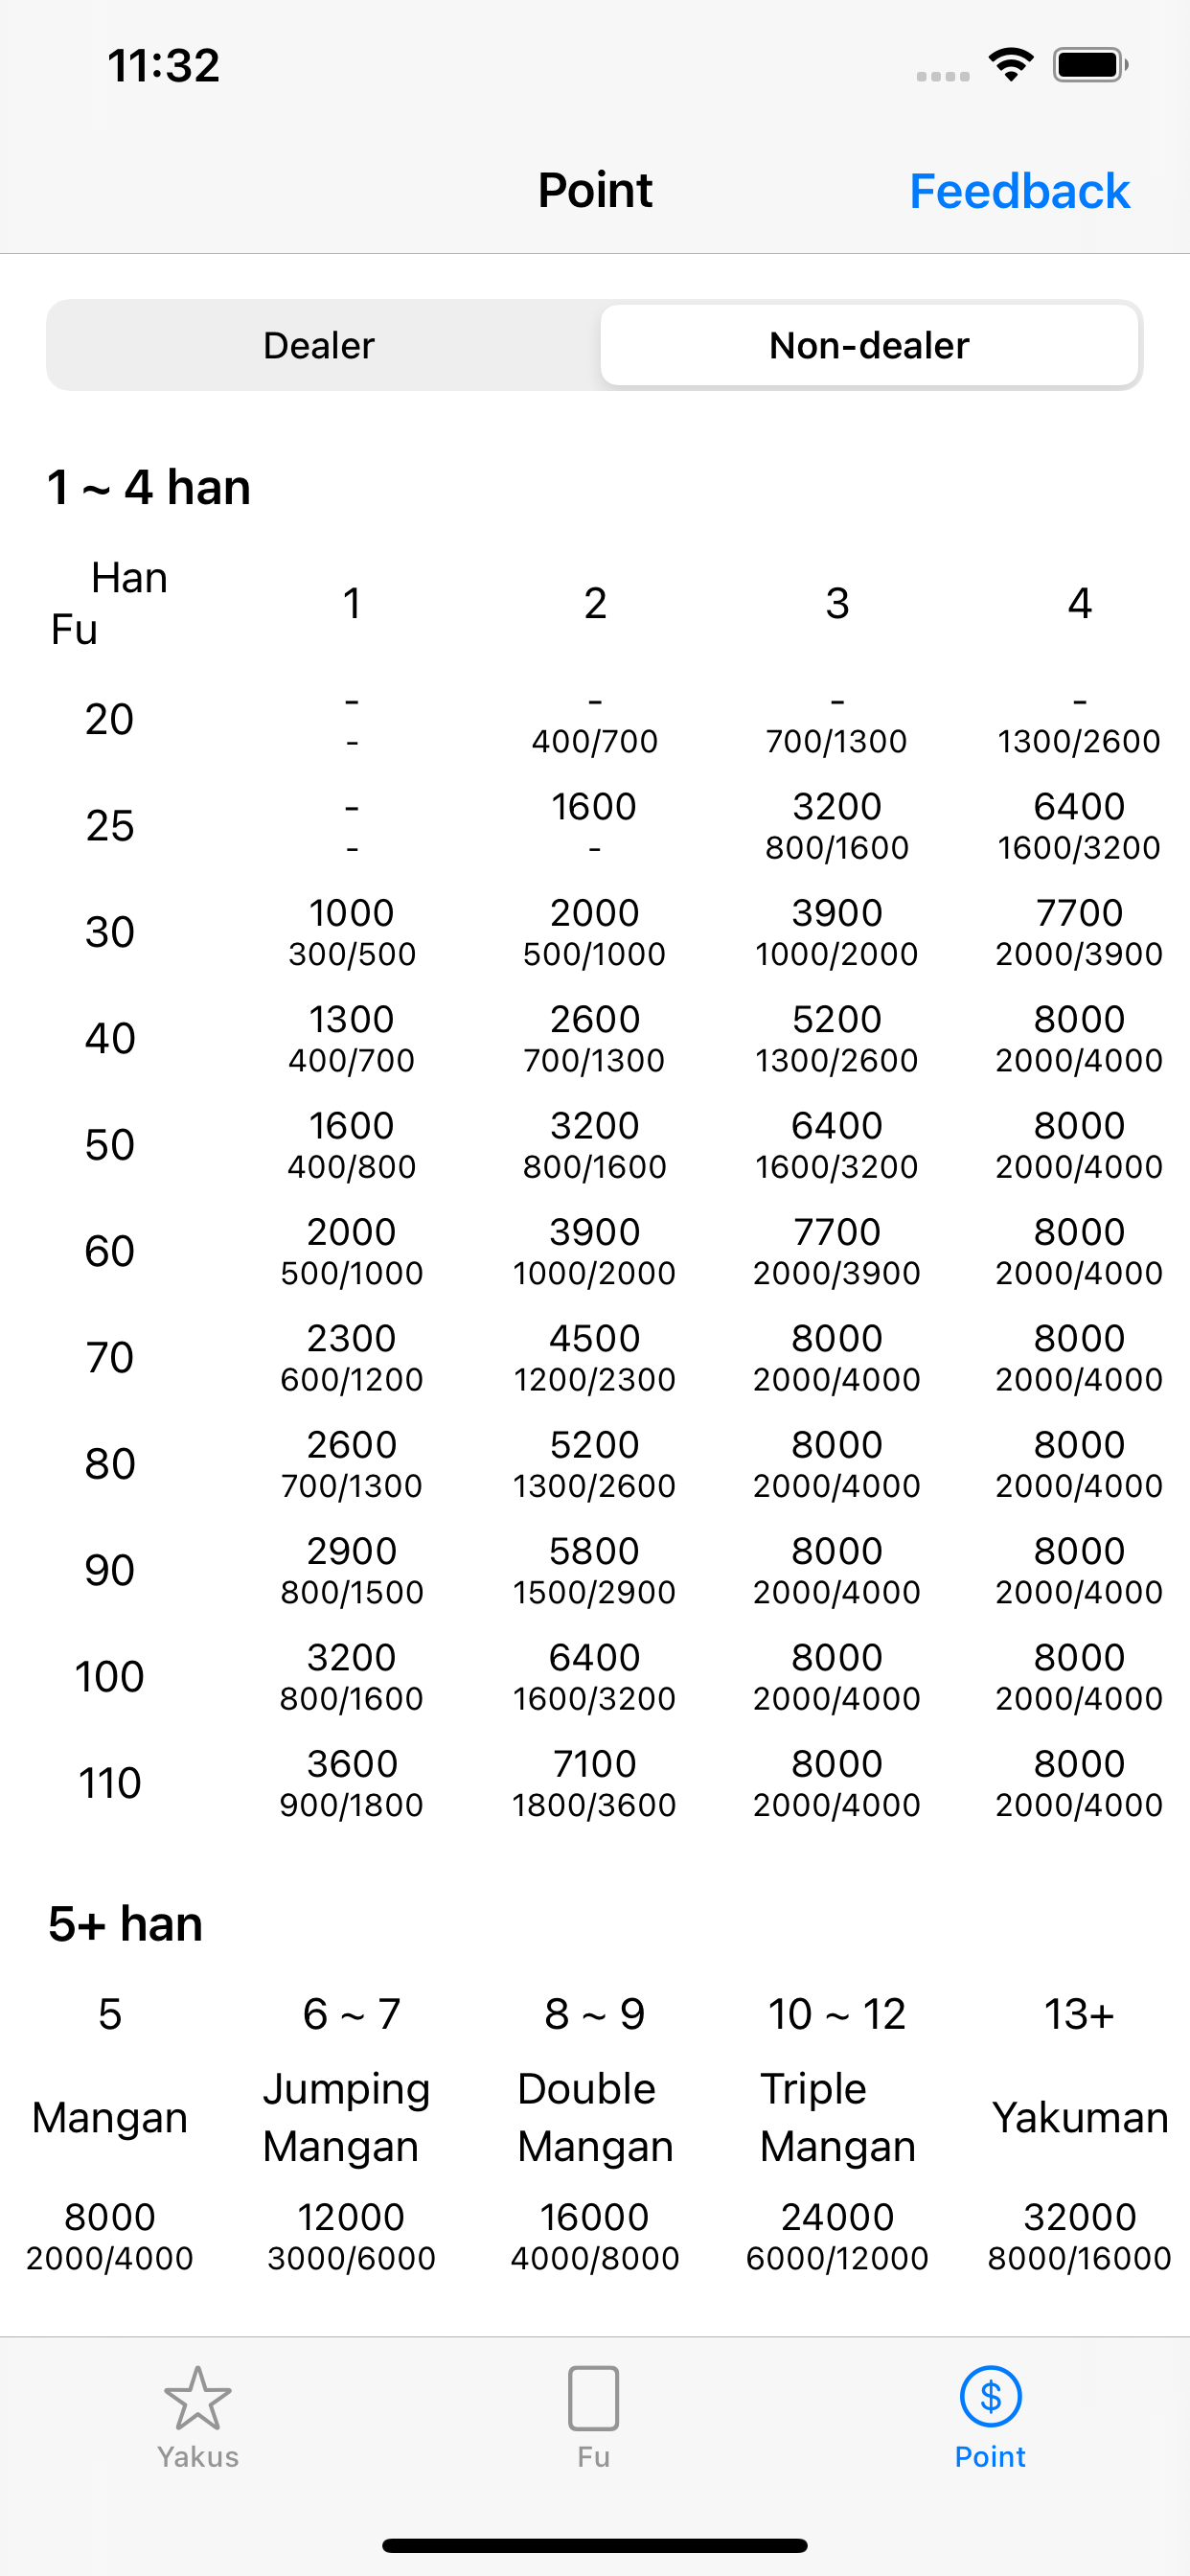 11:32
Point
Feedback
Dealer
Non-dealer
1 ~ 4 han
Han
Fu
1 2 3 4
20
- - - -
- 400/700 700/1300 1300/2600
25
- 1600 3200 6400
- - 800/1600 1600/3200
30
1000 2000 3900 7700
300/500 500/1000 1000/2000 2000/3900
40
1300 2600 5200 8000
400/700 700/1300 1300/2600 2000/4000
50
1600 3200 6400 8000
400/800 800/1600 1600/3200 2000/4000
60
2000 3900 7700 8000
500/1000 1000/2000 2000/3900 2000/4000
70
2300 4500 8000 8000
600/1200 1200/2300 2000/4000 2000/4000
80
2600 5200 8000 8000
700/1300 1300/2600 2000/4000 2000/4000
90
2900 5800 8000 8000
800/1500 1500/2900 2000/4000 2000/4000
100
3200 6400 8000 8000
800/1600 1600/3200 2000/4000 2000/4000
110
3600 7100 8000 8000
900/1800 1800/3600 2000/4000 2000/4000
5+ han
5 6 ~ 7 8 ~ 9 10 ~ 12 13+
Mangan
Jumping
Mangan
Double
Mangan
Triple
Mangan
Yakuman
8000 12000 16000 24000 32000
2000/4000 3000/6000 4000/8000 6000/12000 8000/16000
Yakus
Fu
$
Point